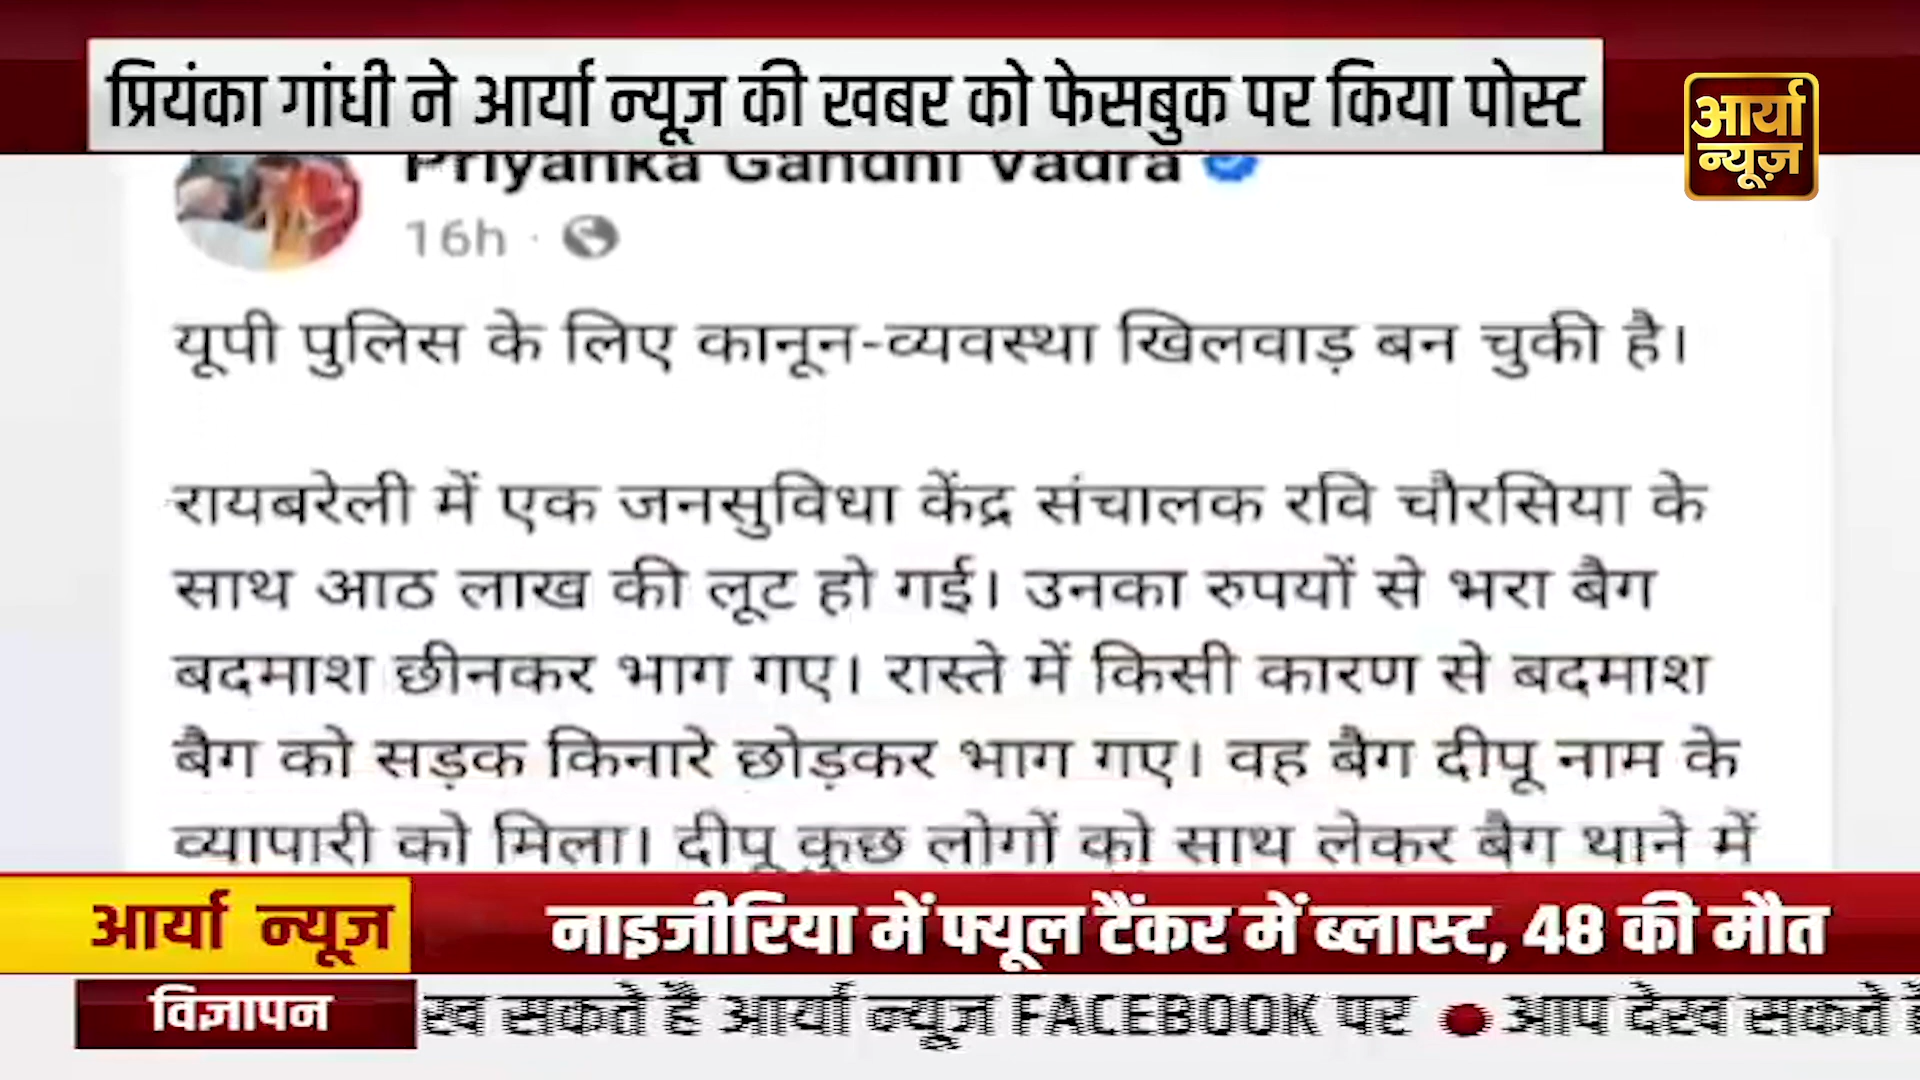 प्रियंका गांधी ने आर्या न्यूज की खबर को फेसबुक पर किया पोस्ट
आर्या
न्यूज़
Priyanka Gandhi Vadra
16h
यूपी पुलिस के लिए कानून-व्यवस्था खिलवाड़ बन चुकी है।
रायबरेली में एक जनसुविधा केंद्र संचालक रवि चौरसिया के
साथ आठ लाख की लूट हो गई। उनका रुपयों से भरा बैग
बदमाश छीनकर भाग गए। रास्ते में किसी कारण से बदमाश
बैग को सड़क किनारे छोड़कर भाग गए। वह बैग दीपू नाम के
व्यापारी को मिला। दीपू कुछ लोगों को साथ लेकर बैग थाने में
आर्या न्यूज़ नाइजीरिया में फ्यूल टैंकर में ब्लास्ट, 48 की मौत
विज्ञापन सकते हैं आर्या न्यूज FACEBOOK पर ● आप देख सकते